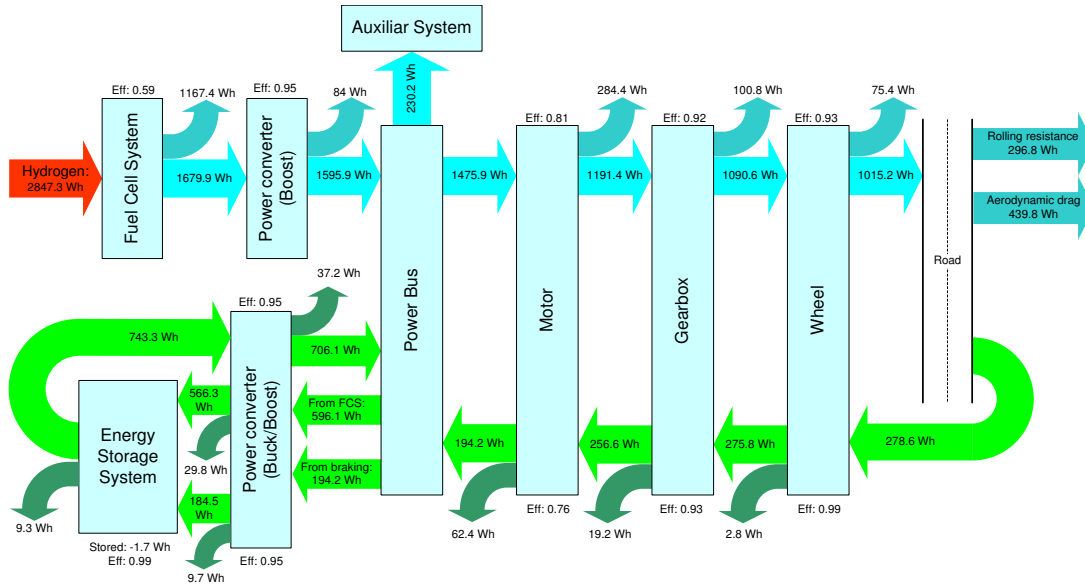 Auxiliar System
230.2 Wh
Eff: 0.59
1167.4 Wh
Eff: 0.95
84 Wh
Eff: 0.81
284.4 Wh
Eff: 0.92
100.8 Wh
Eff: 0.93
75.4 Wh
Hydrogen:
2847.3 Wh
Fuel Cell System
1679.9 Wh
Power converter
(Boost)
1595.9 Wh
Power Bus
1475.9 Wh
Motor
1191.4 Wh
Gearbox
1090.6 Wh
Wheel
1015.2 Wh
Road
Rolling resistance
296.8 Wh
Aerodynamic drag
439.8 Wh
37.2 Wh
Eff: 0.95
743.3 Wh
706.1 Wh
Power converter
(Buck/Boost)
566.3
Wh
From FCS:
596.1 Wh
Energy
Storage
System
29.8 Wh
From braking:
194.2 Wh
184.5
Wh
194.2 Wh
256.6 Wh
275.8 Wh
278.6 Wh
9.3 Wh
62.4 Wh
Eff: 0.76
19.2 Wh
Eff: 0.93
2.8 Wh
Eff: 0.99
Stored: -1.7 Wh
Eff: 0.99
9.7 Wh
Eff: 0.95